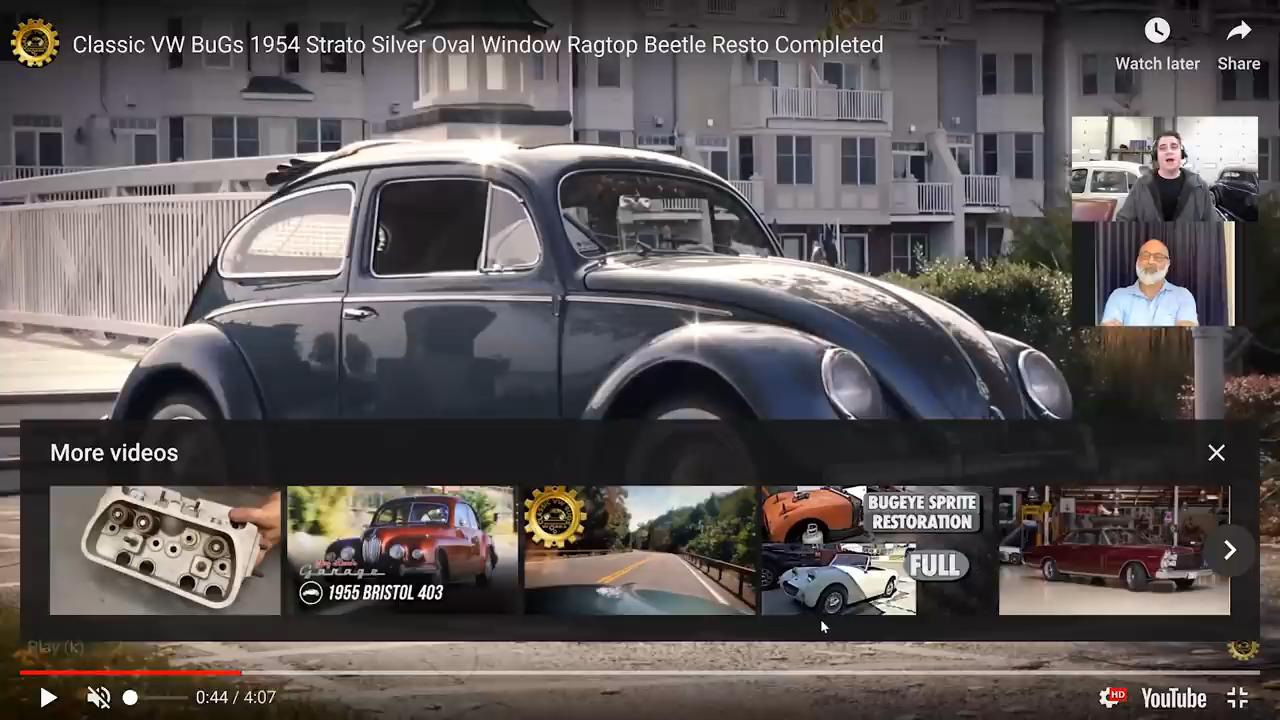 Classic VW BuGs 1954 Strato Silver Oval Window Ragtop Beetle Resto Completed
Watch later
Share
More videos
Garage
1955 BRISTOL 403
BUGEYE SPRITE
RESTORATION
FULL
Play (k)
0:44 / 4:07
HD
YouTube